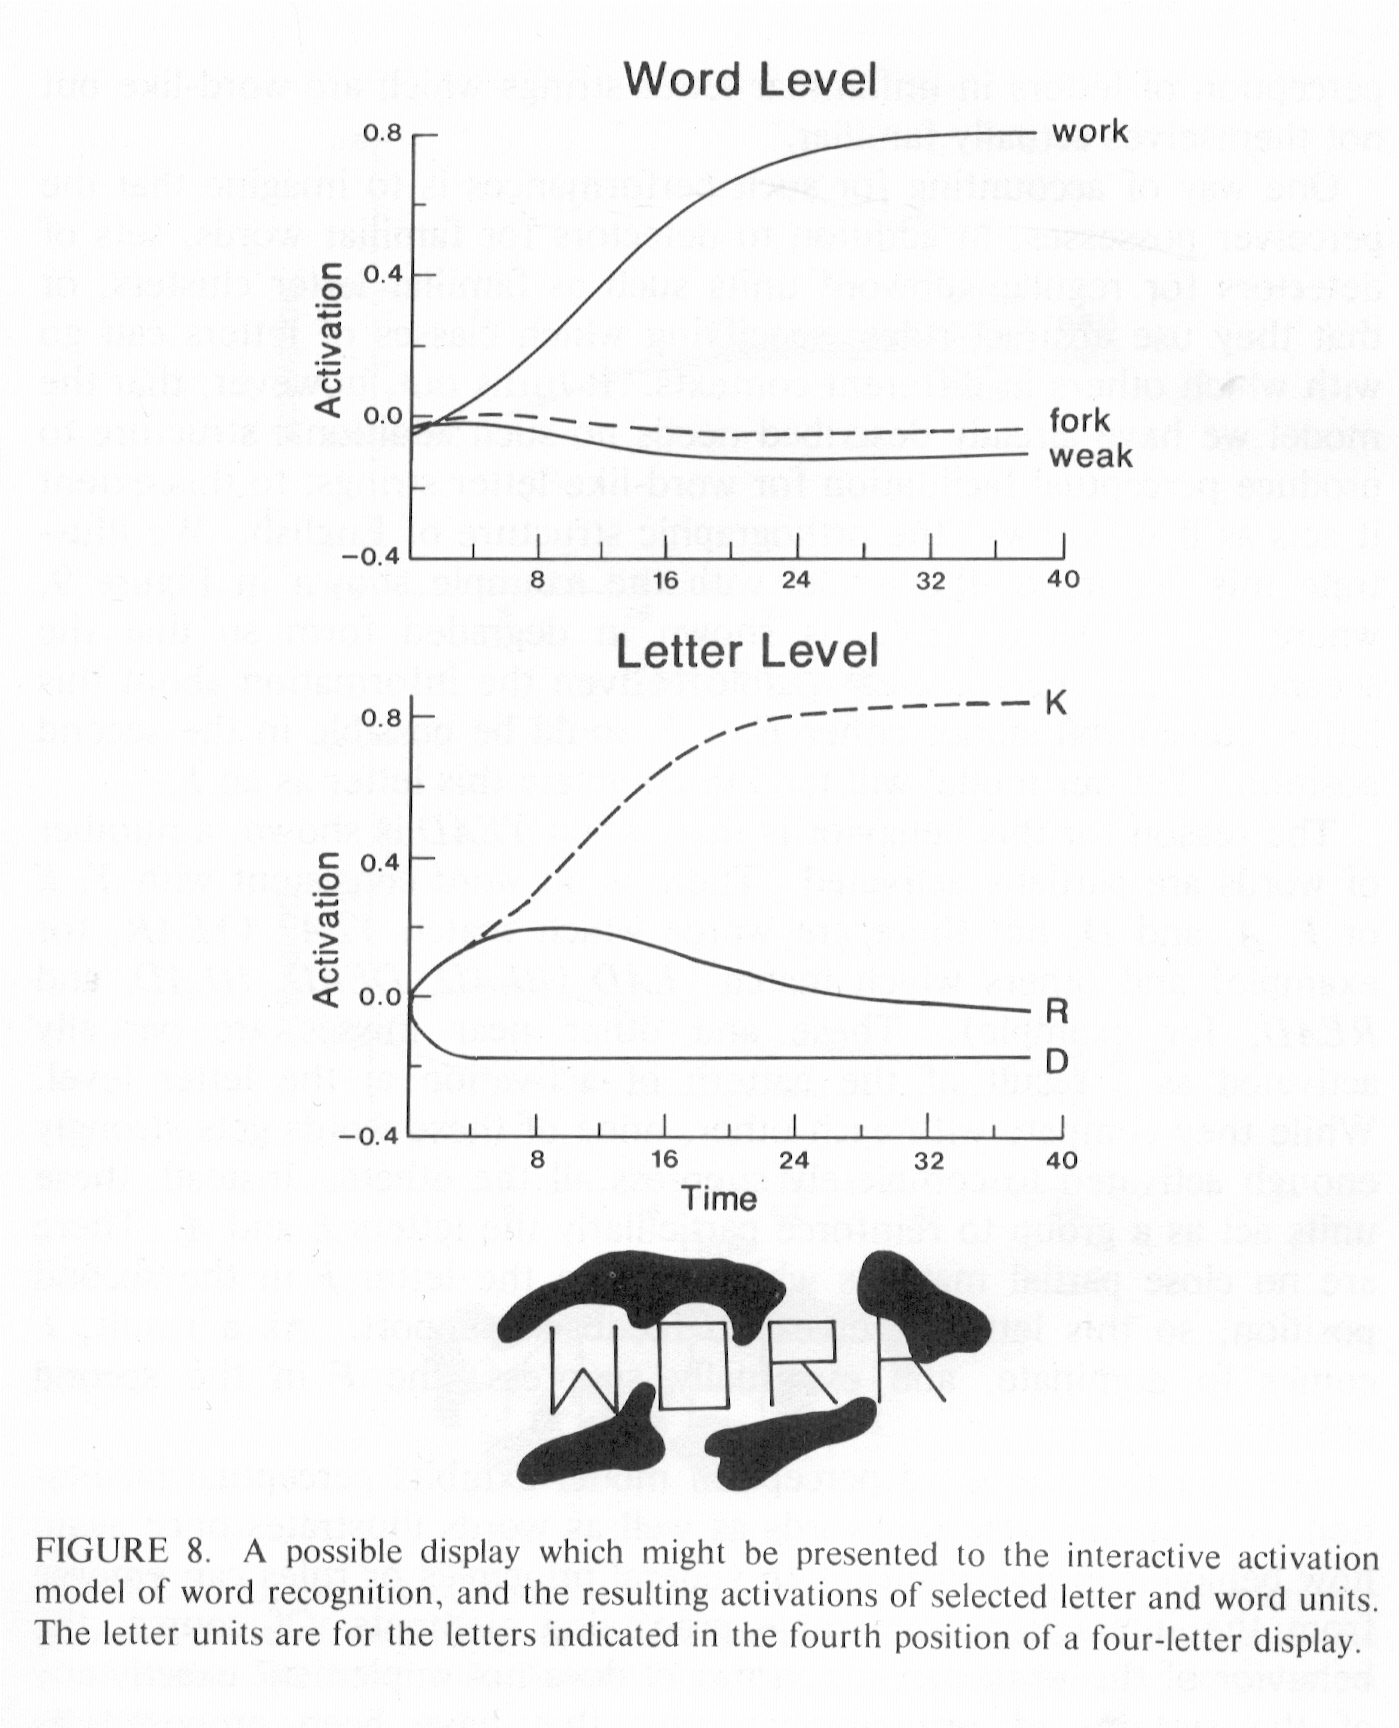 Word Level
0.8
work
0.4
Activation
0.0
fork
weak
−0.4
8 16 24 32 40
Letter Level
K
0.8
0.4
Activation
0.0
R
D
−0.4
8 16 24 32 40
Time
WOR
FIGURE 8. A possible display which might be presented to the interactive activation
model of word recognition, and the resulting activations of selected letter and word units.
The letter units are for the letters indicated in the fourth position of a four-letter display.